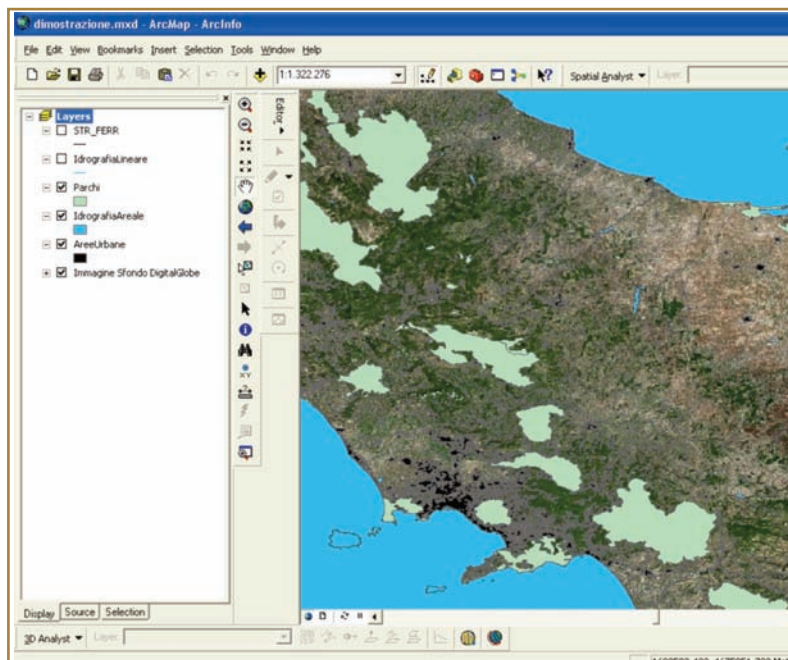 dimostrazione.mxd - ArcMap - ArcInfo
File Edit View Bookmarks Insert Selection Tools Window Help
1:1.322.276
Spatial Analyst
Layer:
Layers
STR_FERR
IdrografiaLineare
Parchi
IdrografiaAreale
AreeUrbane
Immagine Sfondo DigitalGlobe
Editor
XY
Display Source Selection
3D Analyst
Layer: